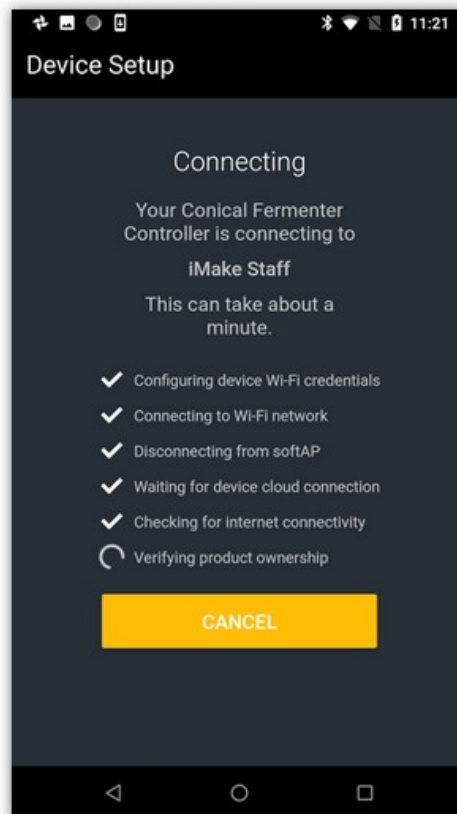 11:21
Device Setup
Connecting
Your Conical Fermenter
Controller is connecting to
iMake Staff
This can take about a
minute.
Configuring device Wi-Fi credentials
Connecting to Wi-Fi network
Disconnecting from softAP
Waiting for device cloud connection
Checking for internet connectivity
Verifying product ownership
CANCEL